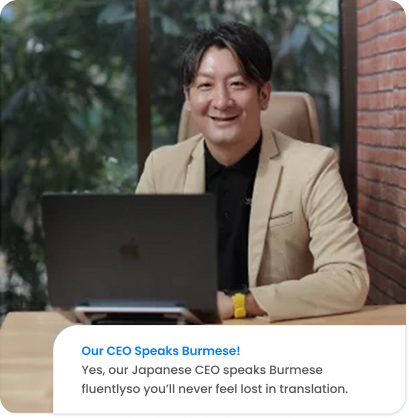 Our CEO Speaks Burmese!
Yes, our Japanese CEO speaks Burmese
fluentlyso you’ll never feel lost in translation.